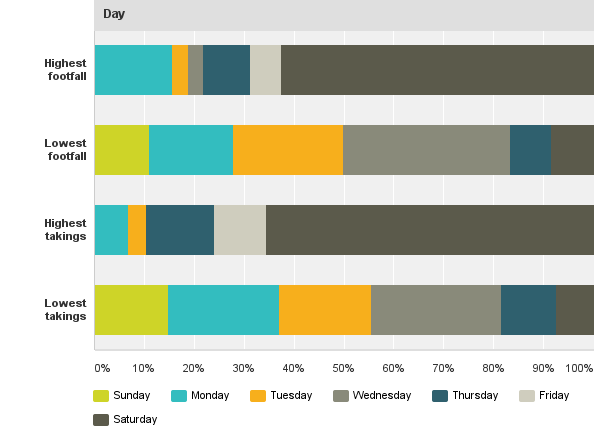 Day
Highest
footfall
Lowest
footfall
Highest
takings
Lowest
takings
0% 10% 20% 30% 40% 50% 60% 70% 80% 90% 100%
Sunday Monday Tuesday Wednesday Thursday Friday
Saturday